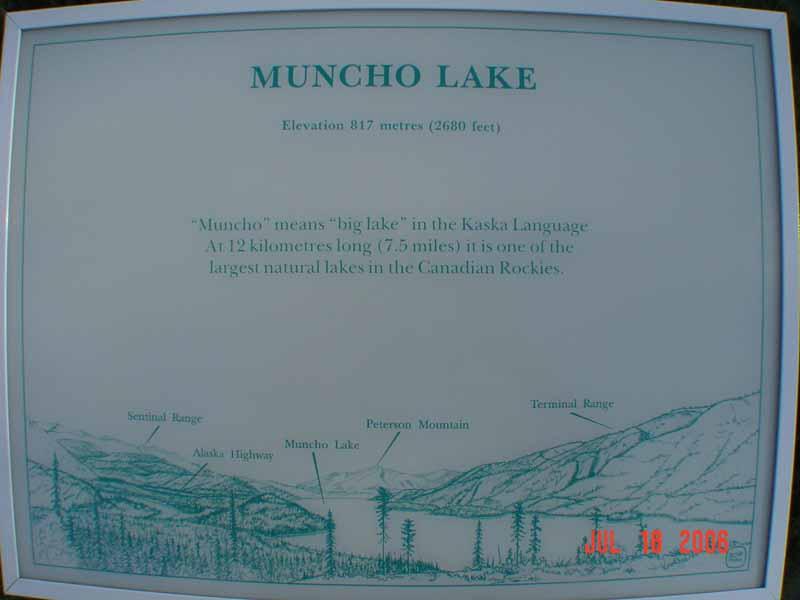 MUNCHO LAKE
Elevation 817 metres (2680 feet)
"Muncho" means "big lake" in the Kaska Language
At 12 kilometres long (7.5 miles) it is one of the
largest natural lakes in the Canadian Rockies.
Terminal Range
Sentinal Range
Peterson Mountain
Muncho Lake
Alaska Highway
JUL 18 2006